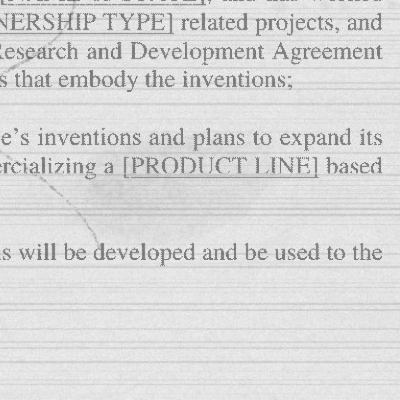 NERSHIP TYPE] related projects, and
Research and Development Agreement
s that embody the inventions;
e's inventions and plans to expand its
ercializing a [PRODUCT LINE] based
s will be developed and be used to the